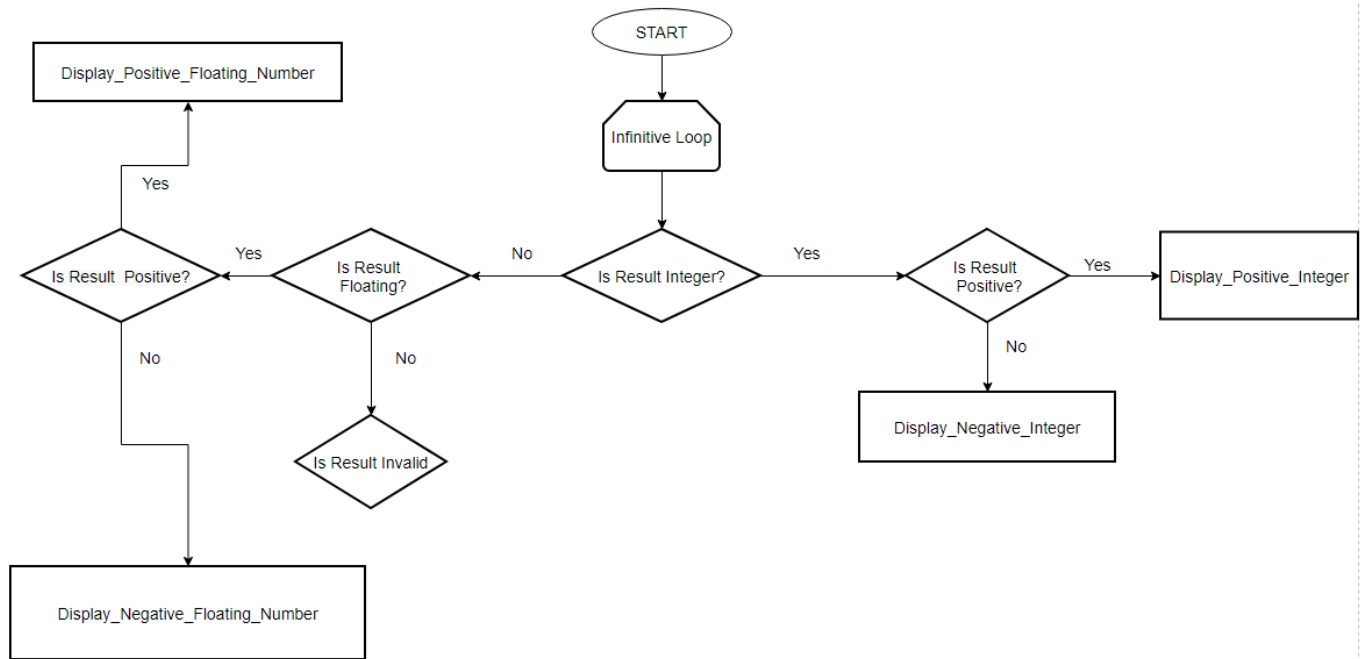 START
Display_Positive_Floating_Number
Infinitive Loop
Yes
Is Result  Positive?
Yes
Is Result
Floating?
No
Is Result Integer?
Yes
Is Result
Positive?
Yes
Display_Positive_Integer
No
No
No
Display_Negative_Integer
Is Result Invalid
Display_Negative_Floating_Number